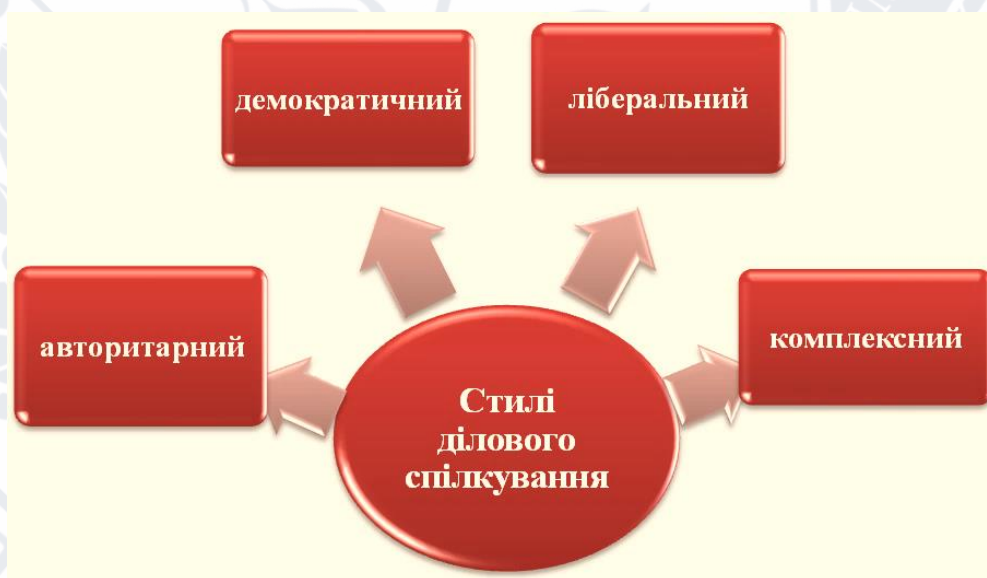 демократичний
ліберальний
авторитарний
комплексний
Стилі
ділового
спілкування